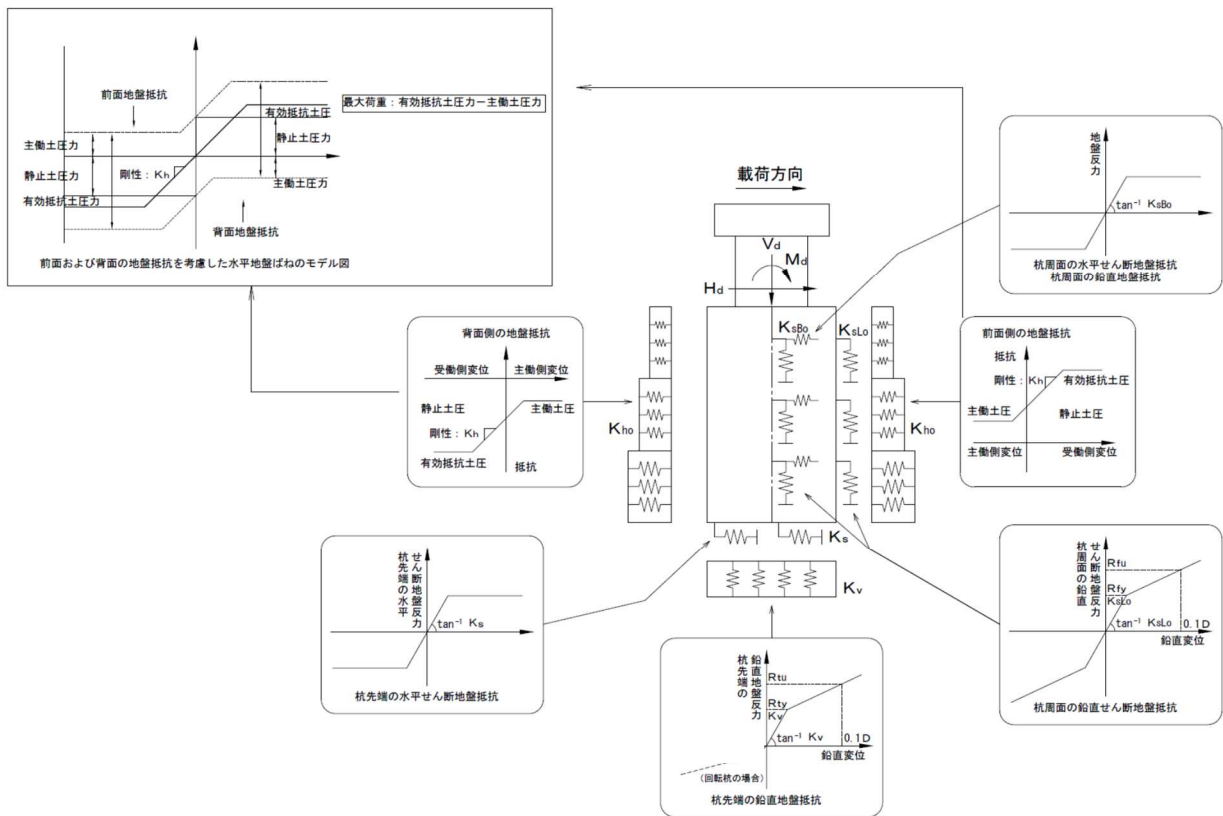 前面地盤抵抗
最大荷重：有効抵抗土圧力－主働土圧力
有効抵抗土圧
主働土圧力
静止土圧力
静止土圧力
剛性：Kh
主働土圧力
有効抵抗土圧力
背面地盤抵抗
前面および背面の地盤抵抗を考慮した水平地盤ばねのモデル図
載荷方向
Vd
Md
Hd
地盤反力
tan⁻¹ KsBo
杭周面の水平せん断地盤抵抗
杭周面の鉛直地盤抵抗
背面側の地盤抵抗
受働側変位
主働側変位
静止土圧
主働土圧
剛性：Kh
有効抵抗土圧
抵抗
Kho
KsBo
KsLo
Kho
前面側の地盤抵抗
抵抗
剛性：Kh
有効抵抗土圧
主働土圧
静止土圧
主働側変位
受働側変位
Ks
Kv
杭先端の水平
せん断地盤反力
tan⁻¹ Ks
杭先端の水平せん断地盤抵抗
杭先端の
鉛直地盤反力
Rtu
Rty
Kv
tan⁻¹ Kv
0.1D
鉛直変位
(回転杭の場合)
杭先端の鉛直地盤抵抗
杭周面の鉛直
せん断地盤反力
Rfu
Rfy
KsLo
tan⁻¹ KsLo
0.1D
鉛直変位
杭周面の鉛直せん断地盤抵抗